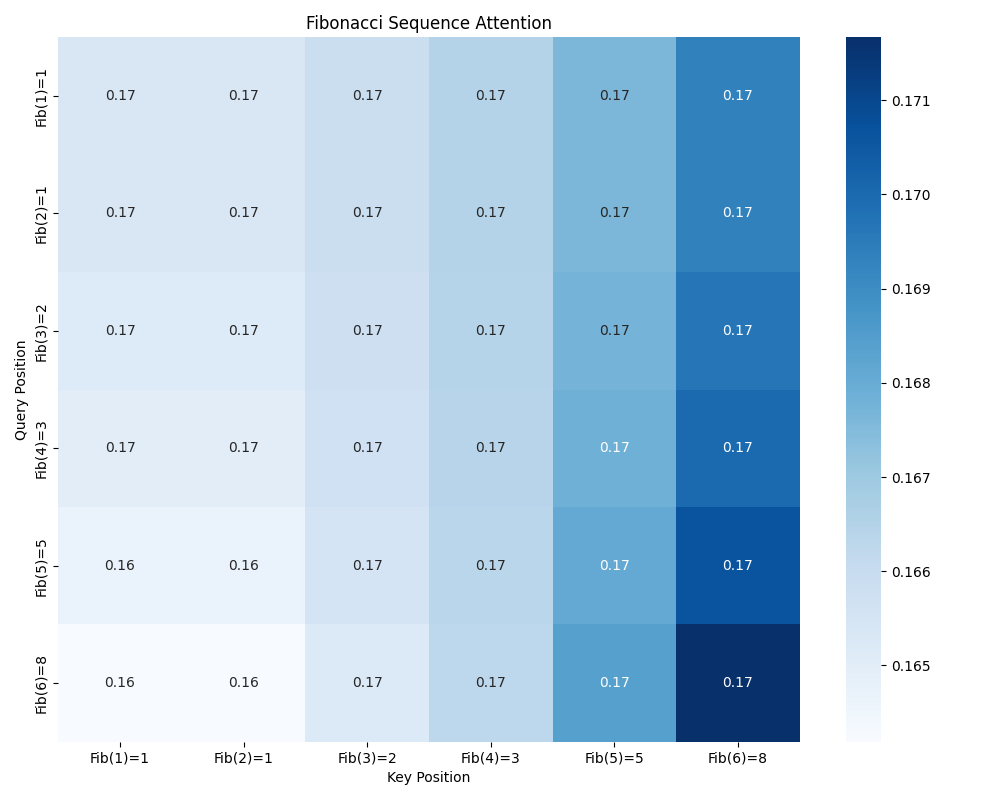 Fibonacci Sequence Attention
Query Position
Fib(1)=1
0.17 0.17 0.17 0.17 0.17 0.17
Fib(2)=1
0.17 0.17 0.17 0.17 0.17 0.17
Fib(3)=2
0.17 0.17 0.17 0.17 0.17 0.17
Fib(4)=3
0.17 0.17 0.17 0.17 0.17 0.17
Fib(5)=5
0.16 0.16 0.17 0.17 0.17 0.17
Fib(6)=8
0.16 0.16 0.17 0.17 0.17 0.17
Fib(1)=1 Fib(2)=1 Fib(3)=2 Fib(4)=3 Fib(5)=5 Fib(6)=8
Key Position
0.171
0.170
0.169
0.168
0.167
0.166
0.165